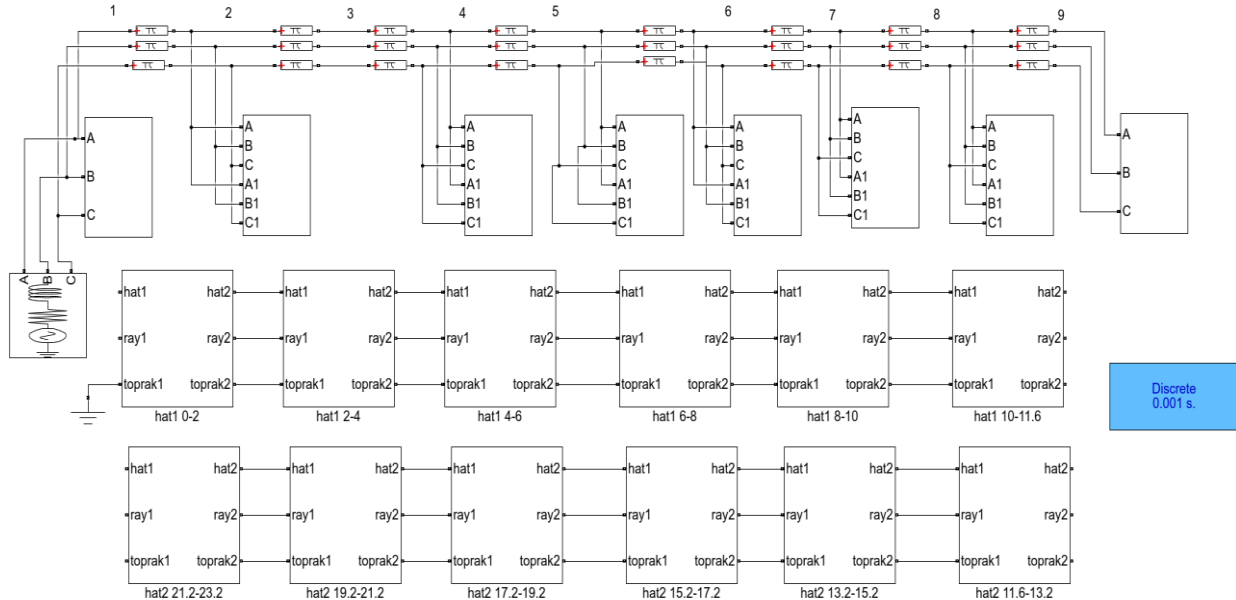 1 2 3 4 5 6 7 8 9
A B C
A B C A1 B1 C1
A B C A1 B1 C1
A B C A1 B1 C1
A B C A1 B1 C1
A B C A1 B1 C1
A B C A1 B1 C1
A B C
A B C
hat1 hat2 hat1 hat2 hat1 hat2 hat1 hat2 hat1 hat2 hat1 hat2
ray1 ray2 ray1 ray2 ray1 ray2 ray1 ray2 ray1 ray2 ray1 ray2
toprak1 toprak2 toprak1 toprak2 toprak1 toprak2 toprak1 toprak2 toprak1 toprak2 toprak1 toprak2
hat1 0-2 hat1 2-4 hat1 4-6 hat1 6-8 hat1 8-10 hat1 10-11.6
Discrete
0.001 s.
hat1 hat2 hat1 hat2 hat1 hat2 hat1 hat2 hat1 hat2 hat1 hat2
ray1 ray2 ray1 ray2 ray1 ray2 ray1 ray2 ray1 ray2 ray1 ray2
toprak1 toprak2 toprak1 toprak2 toprak1 toprak2 toprak1 toprak2 toprak1 toprak2 toprak1 toprak2
hat2 21.2-23.2 hat2 19.2-21.2 hat2 17.2-19.2 hat2 15.2-17.2 hat2 13.2-15.2 hat2 11.6-13.2